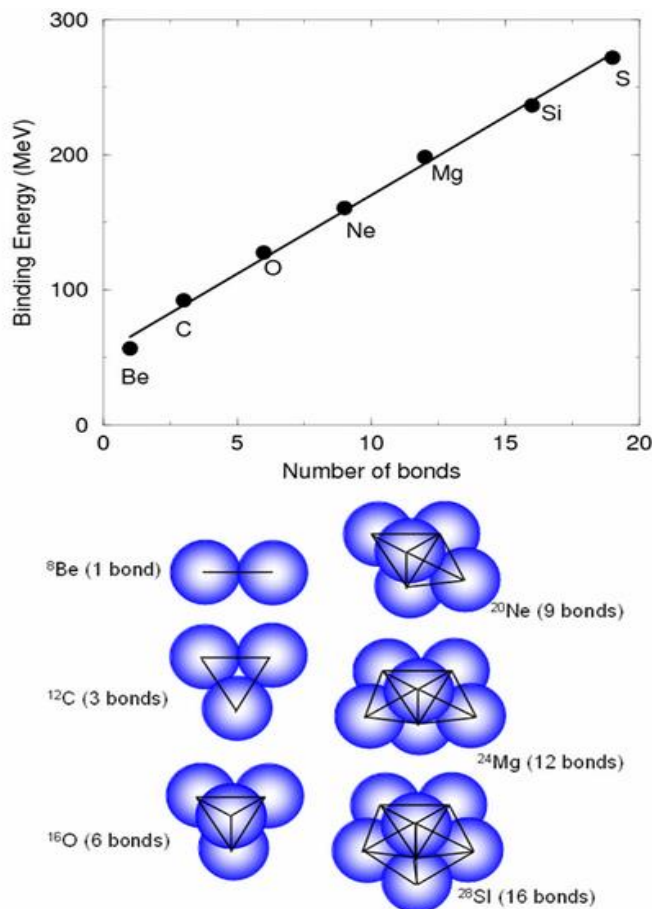 300
200
100
0
Binding Energy (MeV)
Be
C
O
Ne
Mg
Si
S
0
5
10
15
20
Number of bonds
⁸Be (1 bond)
²⁰Ne (9 bonds)
¹²C (3 bonds)
²⁴Mg (12 bonds)
¹⁶O (6 bonds)
²⁸SI (16 bonds)